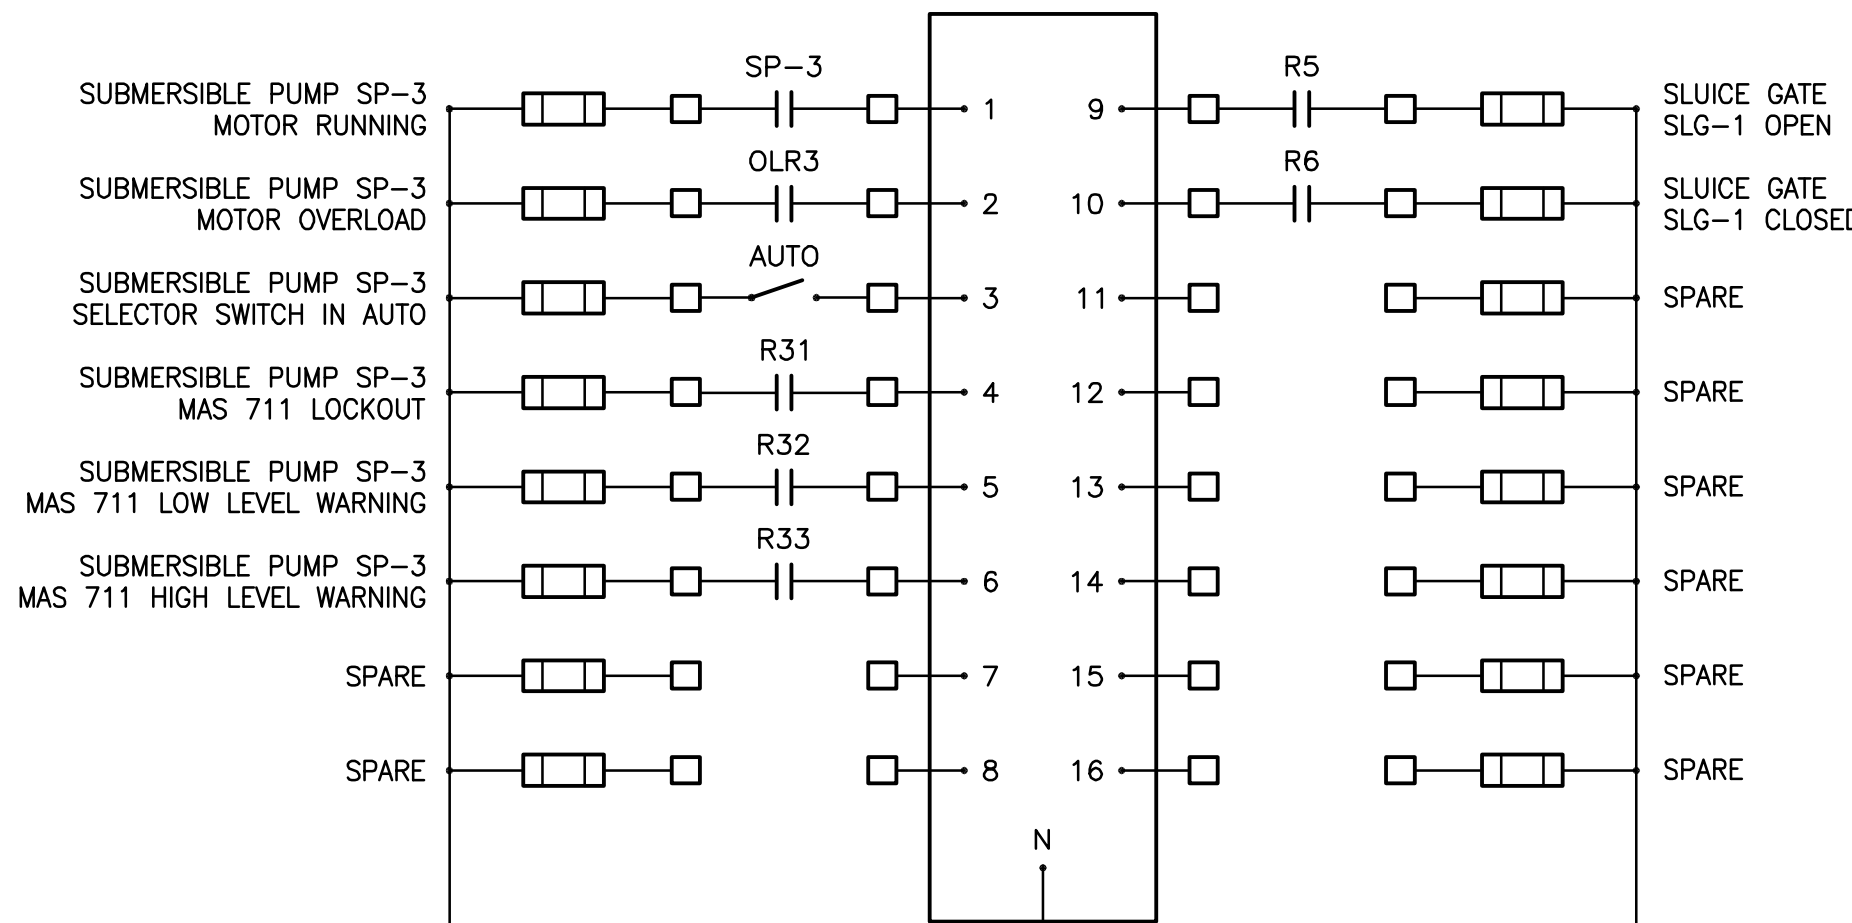 SP-3
R5
SUBMERSIBLE PUMP SP-3
MOTOR RUNNING
1
9
SLUICE GATE
SLG-1 OPEN
OLR3
R6
SUBMERSIBLE PUMP SP-3
MOTOR OVERLOAD
2
10
SLUICE GATE
SLG-1 CLOSED
AUTO
SUBMERSIBLE PUMP SP-3
SELECTOR SWITCH IN AUTO
3
11
SPARE
R31
SUBMERSIBLE PUMP SP-3
MAS 711 LOCKOUT
4
12
SPARE
R32
SUBMERSIBLE PUMP SP-3
MAS 711 LOW LEVEL WARNING
5
13
SPARE
R33
SUBMERSIBLE PUMP SP-3
MAS 711 HIGH LEVEL WARNING
6
14
SPARE
SPARE
7
15
SPARE
SPARE
8
16
SPARE
N